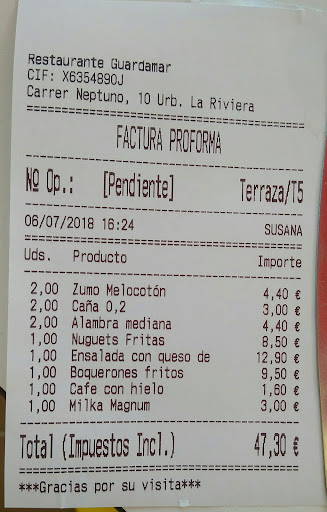 Restaurante Guardamar
CIF: X6354890J
Carrer Neptuno, 10 Urb. La Riviera
================================
FACTURA PROFORMA
================================
Nº Op.: [Pendiente] Terraza/T5
================================
06/07/2018 16:24 SUSANA
================================
Uds. Producto Importe
================================
2,00 Zumo Melocotón 4,40 €
2,00 Caña 0,2 3,00 €
2,00 Alambra mediana 4,40 €
1,00 Nuguets Fritas 8,50 €
1,00 Ensalada con queso de 12,90 €
1,00 Boquerones fritos 9,50 €
1,00 Cafe con hielo 1,60 €
1,00 Milka Magnum 3,00 €
================================
Total (Impuestos Incl.) 47,30 €
================================
***Gracias por su visita***